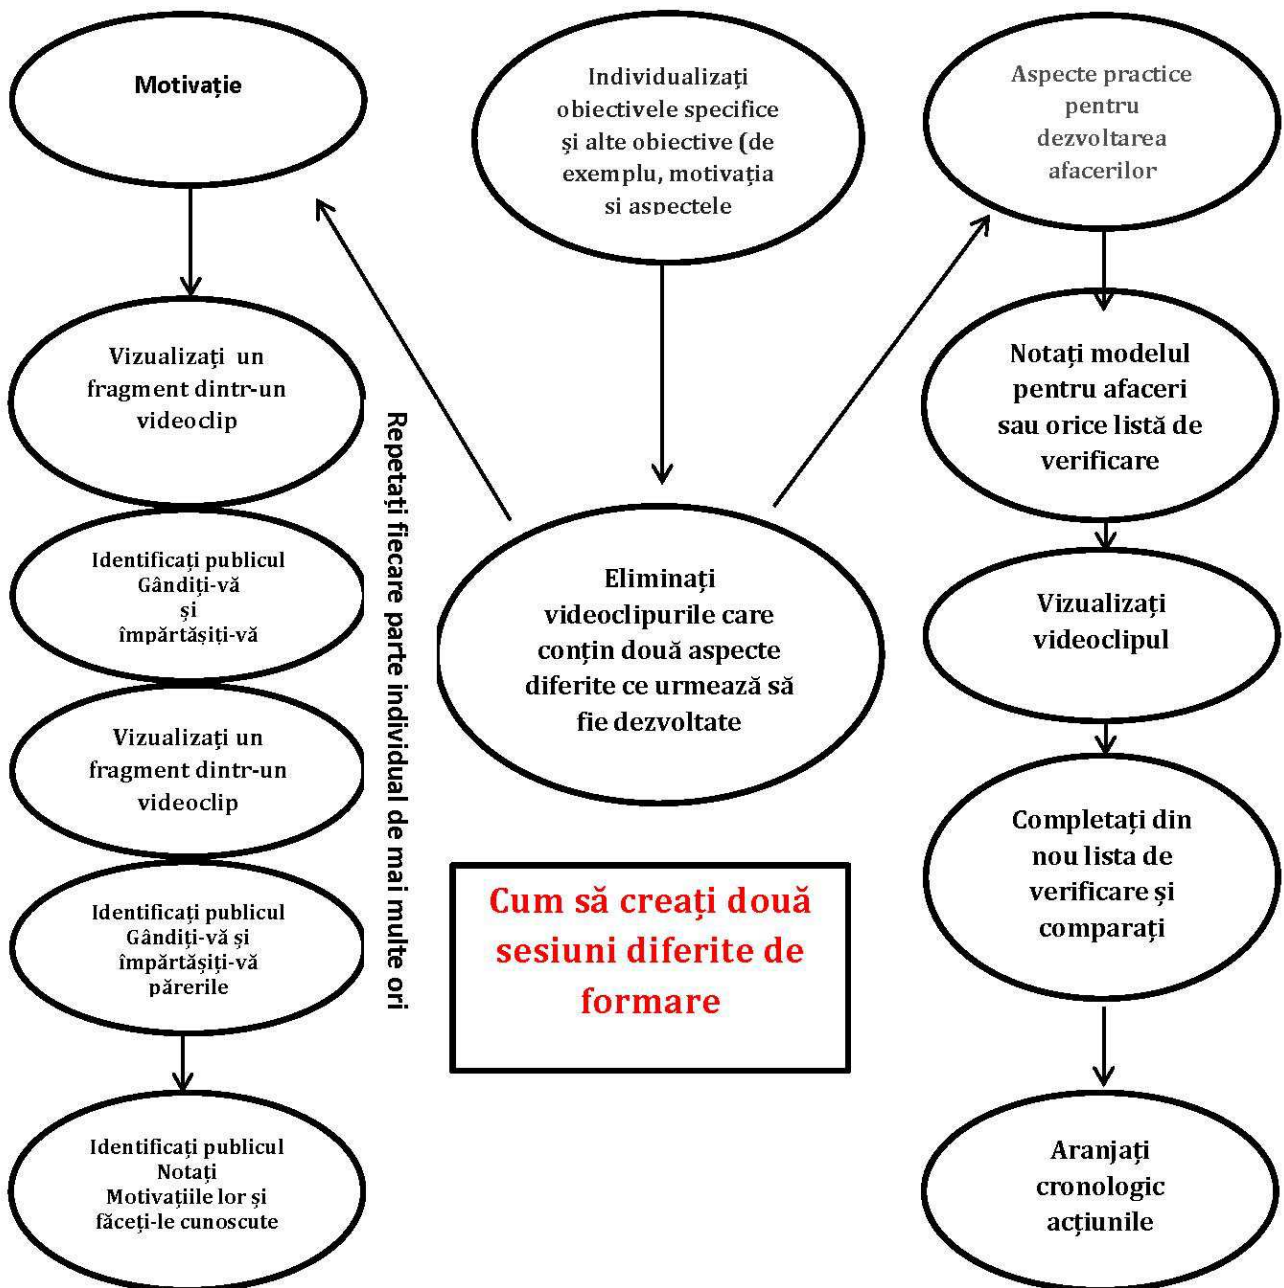 Motivație
Vizualizați un
fragment dintr-un
videoclip
Identificați publicul
Gândiți-vă
și
împărtășiți-vă
Vizualizați un
fragment dintr-un
videoclip
Identificați publicul
Gândiți-vă și
împărtășiți-vă
părerile
Identificați publicul
Notați
Motivațiile lor și
faceți-le cunoscute
Repetați fiecare parte individual de mai multe ori
Individualizați
obiectivele specifice
și alte obiective (de
exemplu, motivația
si aspectele
Eliminați
videoclipurile care
conțin două aspecte
diferite ce urmează să
fie dezvoltate
Cum să creați două
sesiuni diferite de
formare
Aspecte practice
pentru
dezvoltarea
afacerilor
Notați modelul
pentru afaceri
sau orice listă de
verificare
Vizualizați
videoclipul
Completați din
nou lista de
verificare și
comparați
Aranjați
cronologic
acțiunile